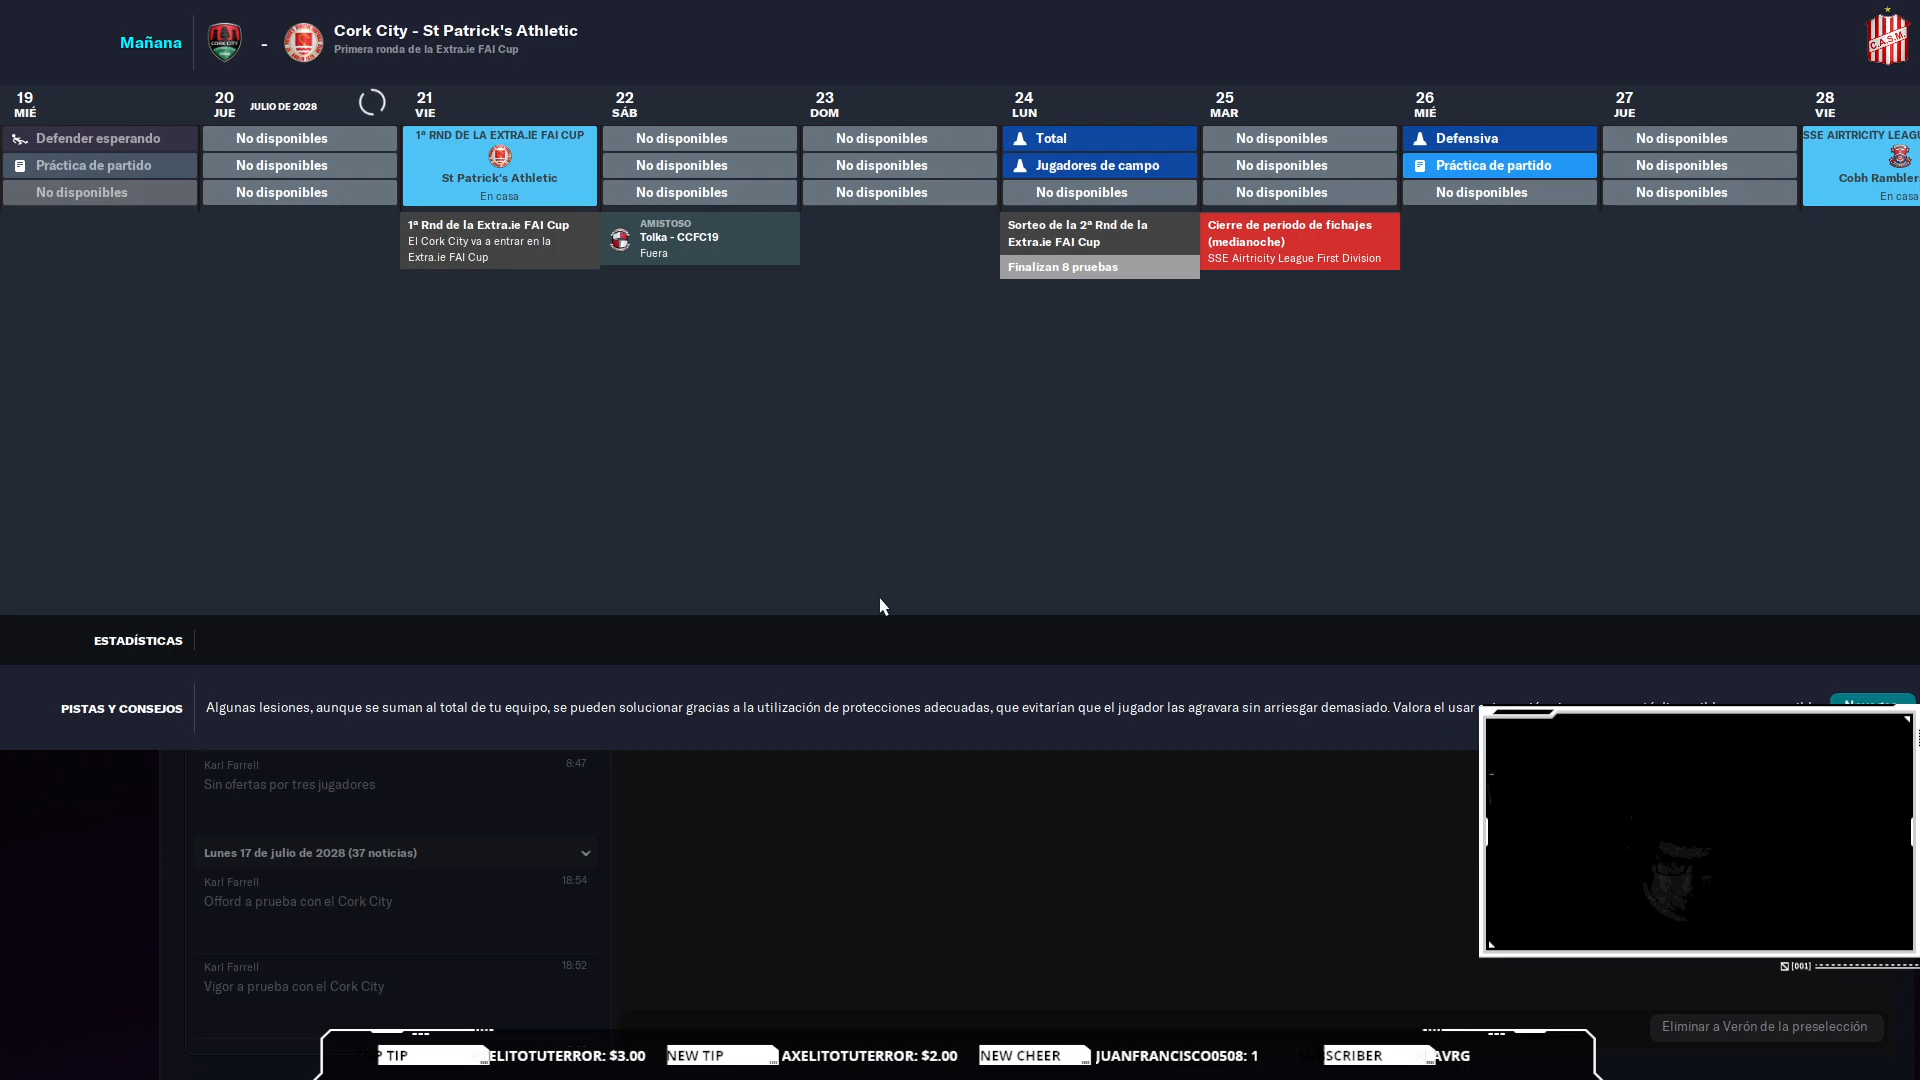 Mañana
-
Cork City - St Patrick's Athletic
Primera ronda de la Extra.ie FAI Cup
C.A.S.M.
19
MIÉ
20
JUE
JULIO DE 2028
21
VIE
22
SÁB
23
DOM
24
LUN
25
MAR
26
MIÉ
27
JUE
28
VIE
Defender esperando
Práctica de partido
No disponibles
No disponibles
No disponibles
No disponibles
1ª RND DE LA EXTRA.IE FAI CUP
St Patrick's Athletic
En casa
1ª Rnd de la Extra.ie FAI Cup
El Cork City va a entrar en la
Extra.ie FAI Cup
No disponibles
No disponibles
No disponibles
AMISTOSO
Tolka - CCFC19
Fuera
No disponibles
No disponibles
No disponibles
Total
Jugadores de campo
No disponibles
Sorteo de la 2ª Rnd de la
Extra.ie FAI Cup
Finalizan 8 pruebas
No disponibles
No disponibles
No disponibles
Cierre de periodo de fichajes
(medianoche)
SSE Airtricity League First Division
Defensiva
Práctica de partido
No disponibles
No disponibles
No disponibles
No disponibles
SSE AIRTRICITY LEAGU
Cobh Ramblers
En casa
ESTADÍSTICAS
PISTAS Y CONSEJOS
Algunas lesiones, aunque se suman al total de tu equipo, se pueden solucionar gracias a la utilización de protecciones adecuadas, que evitarían que el jugador las agravara sin arriesgar demasiado. Valora el usar
Karl Farrell
8:47
Sin ofertas por tres jugadores
Lunes 17 de julio de 2028 (37 noticias)
Karl Farrell
18:54
Offord a prueba con el Cork City
Karl Farrell
18:52
Vigor a prueba con el Cork City
[001]
Eliminar a Verón de la preselección
P TIP
ELITOTUTERROR: $3.00
NEW TIP
AXELITOTUTERROR: $2.00
NEW CHEER
JUANFRANCISCO0508: 1
SCRIBER
AVRG